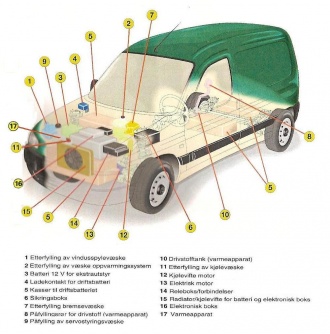 5
2
7
3
9
1
17
11
16
15
5
14
13
12
6
10
5
8
1 Etterfylling av vindusspylevæske
2 Etterfylling av væske oppvarmingssystem
3 Batteri 12 V for ekstrautstyr
4 Ladekontakt for driftsbatteri
5 Kasser til driftsbatteriet
6 Sikringsboks
7 Etterfylling bremsevæske
8 Påfyllingsrør for drivstoff (varmeapparat)
9 Påfylling av servostyringsvæske
10 Drivstofftank (varmeapparat)
11 Etterfylling av kjølevæske
12 Kjølevifte motor
13 Elektrisk motor
14 Releboks/forbindelser
15 Radiator/kjølevifte for batteri og elektronisk boks
16 Elektronisk boks
17 Varmeapparat